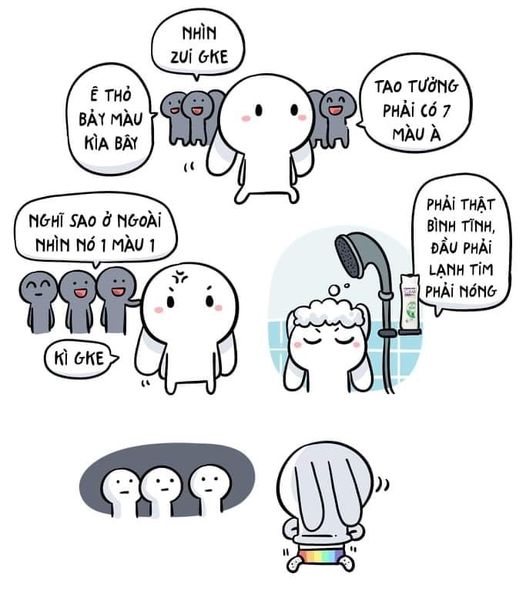 NHÌN
ZUI GKE
Ê THỎ
BẢY MÀU
KÌA BÂY
TAO TƯỞNG
PHẢI CÓ 7
MÀU À
NGHĨ SAO Ở NGOÀI
NHÌN NÓ 1 MÀU 1
KÌ GKE
PHẢI THẬT
BÌNH TĨNH,
ĐẦU PHẢI
LẠNH TIM
PHẢI NÓNG